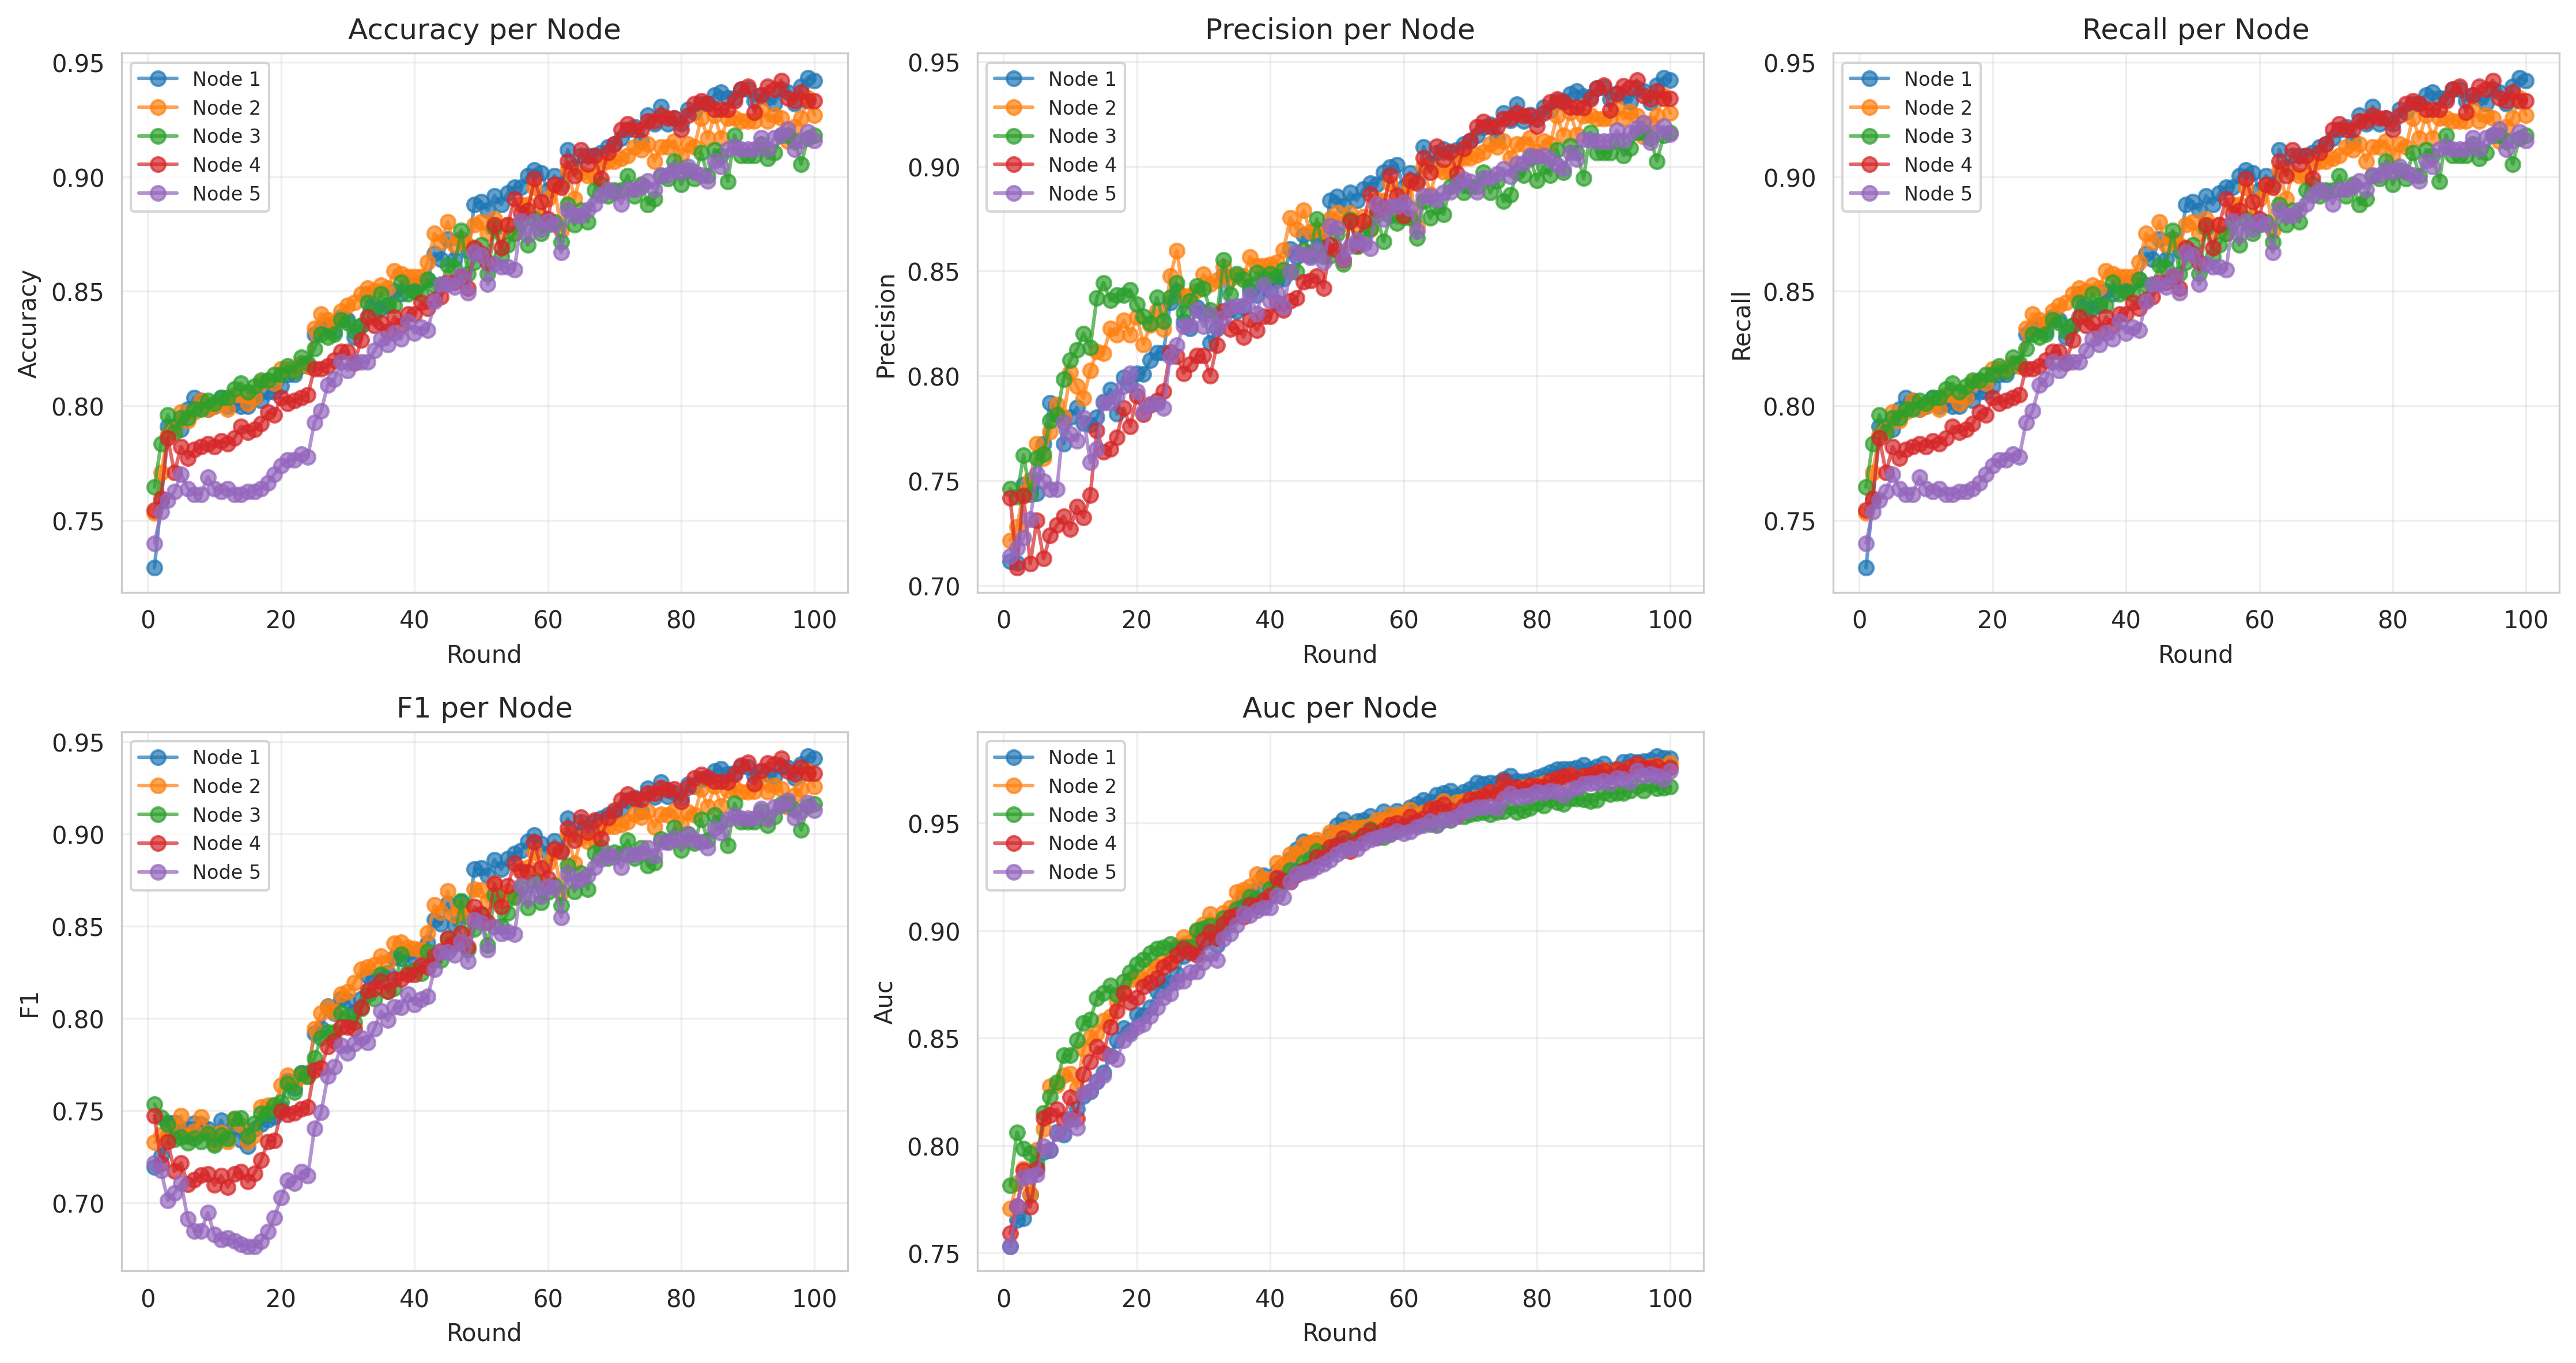 Accuracy per Node
0.95
0.90
0.85
0.80
0.75
Accuracy
Node 1
Node 2
Node 3
Node 4
Node 5
0 20 40 60 80 100
Round
Precision per Node
0.95
0.90
0.85
0.80
0.75
0.70
Precision
Node 1
Node 2
Node 3
Node 4
Node 5
0 20 40 60 80 100
Round
Recall per Node
0.95
0.90
0.85
0.80
0.75
Recall
Node 1
Node 2
Node 3
Node 4
Node 5
0 20 40 60 80 100
Round
F1 per Node
0.95
0.90
0.85
0.80
0.75
0.70
F1
Node 1
Node 2
Node 3
Node 4
Node 5
0 20 40 60 80 100
Round
Auc per Node
0.95
0.90
0.85
0.80
0.75
Auc
Node 1
Node 2
Node 3
Node 4
Node 5
0 20 40 60 80 100
Round